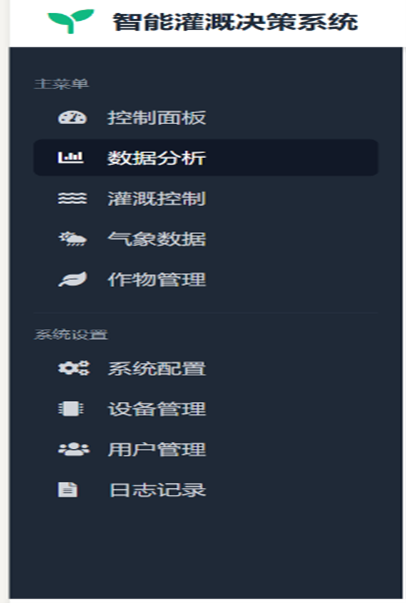 智能灌溉决策系统
主菜单
控制面板
数据分析
灌溉控制
气象数据
作物管理
系统设置
系统配置
设备管理
用户管理
日志记录